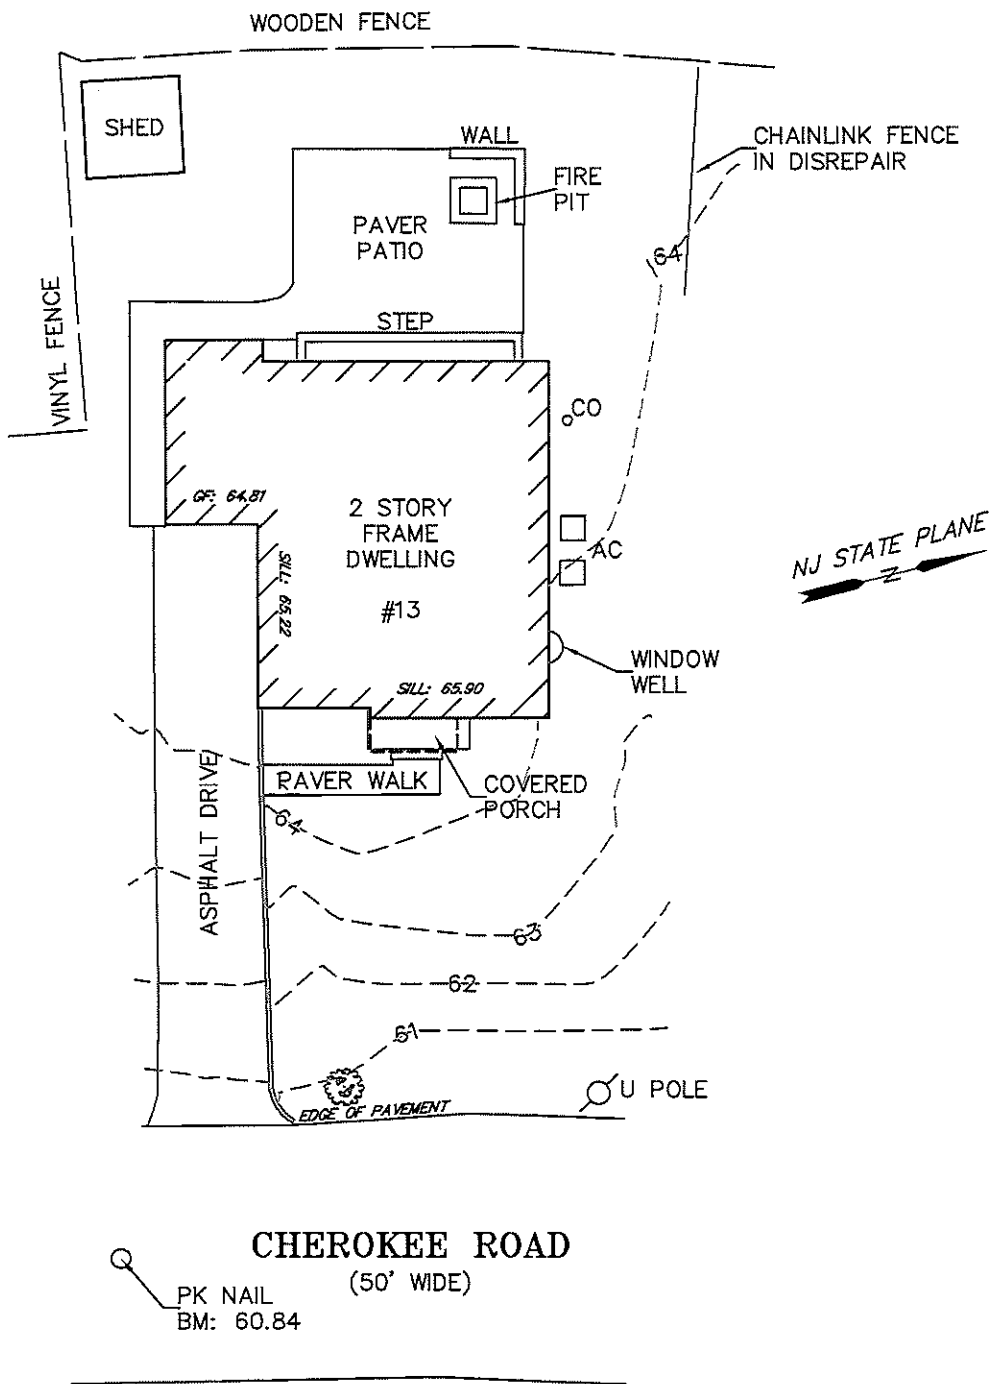 WOODEN FENCE
SHED
WALL
CHAINLINK FENCE
IN DISREPAIR
FIRE
PIT
PAVER
PATIO
64
VINYL FENCE
STEP
CO
GF: 64.81
2 STORY
FRAME
DWELLING
#13
AC
NJ STATE PLANE
N
SILL: 65.22
SILL: 65.90
WINDOW
WELL
ASPHALT DRIVE
PAVER WALK
COVERED
PORCH
64
63
62
61
U POLE
EDGE OF PAVEMENT
CHEROKEE ROAD
(50' WIDE)
PK NAIL
BM: 60.84